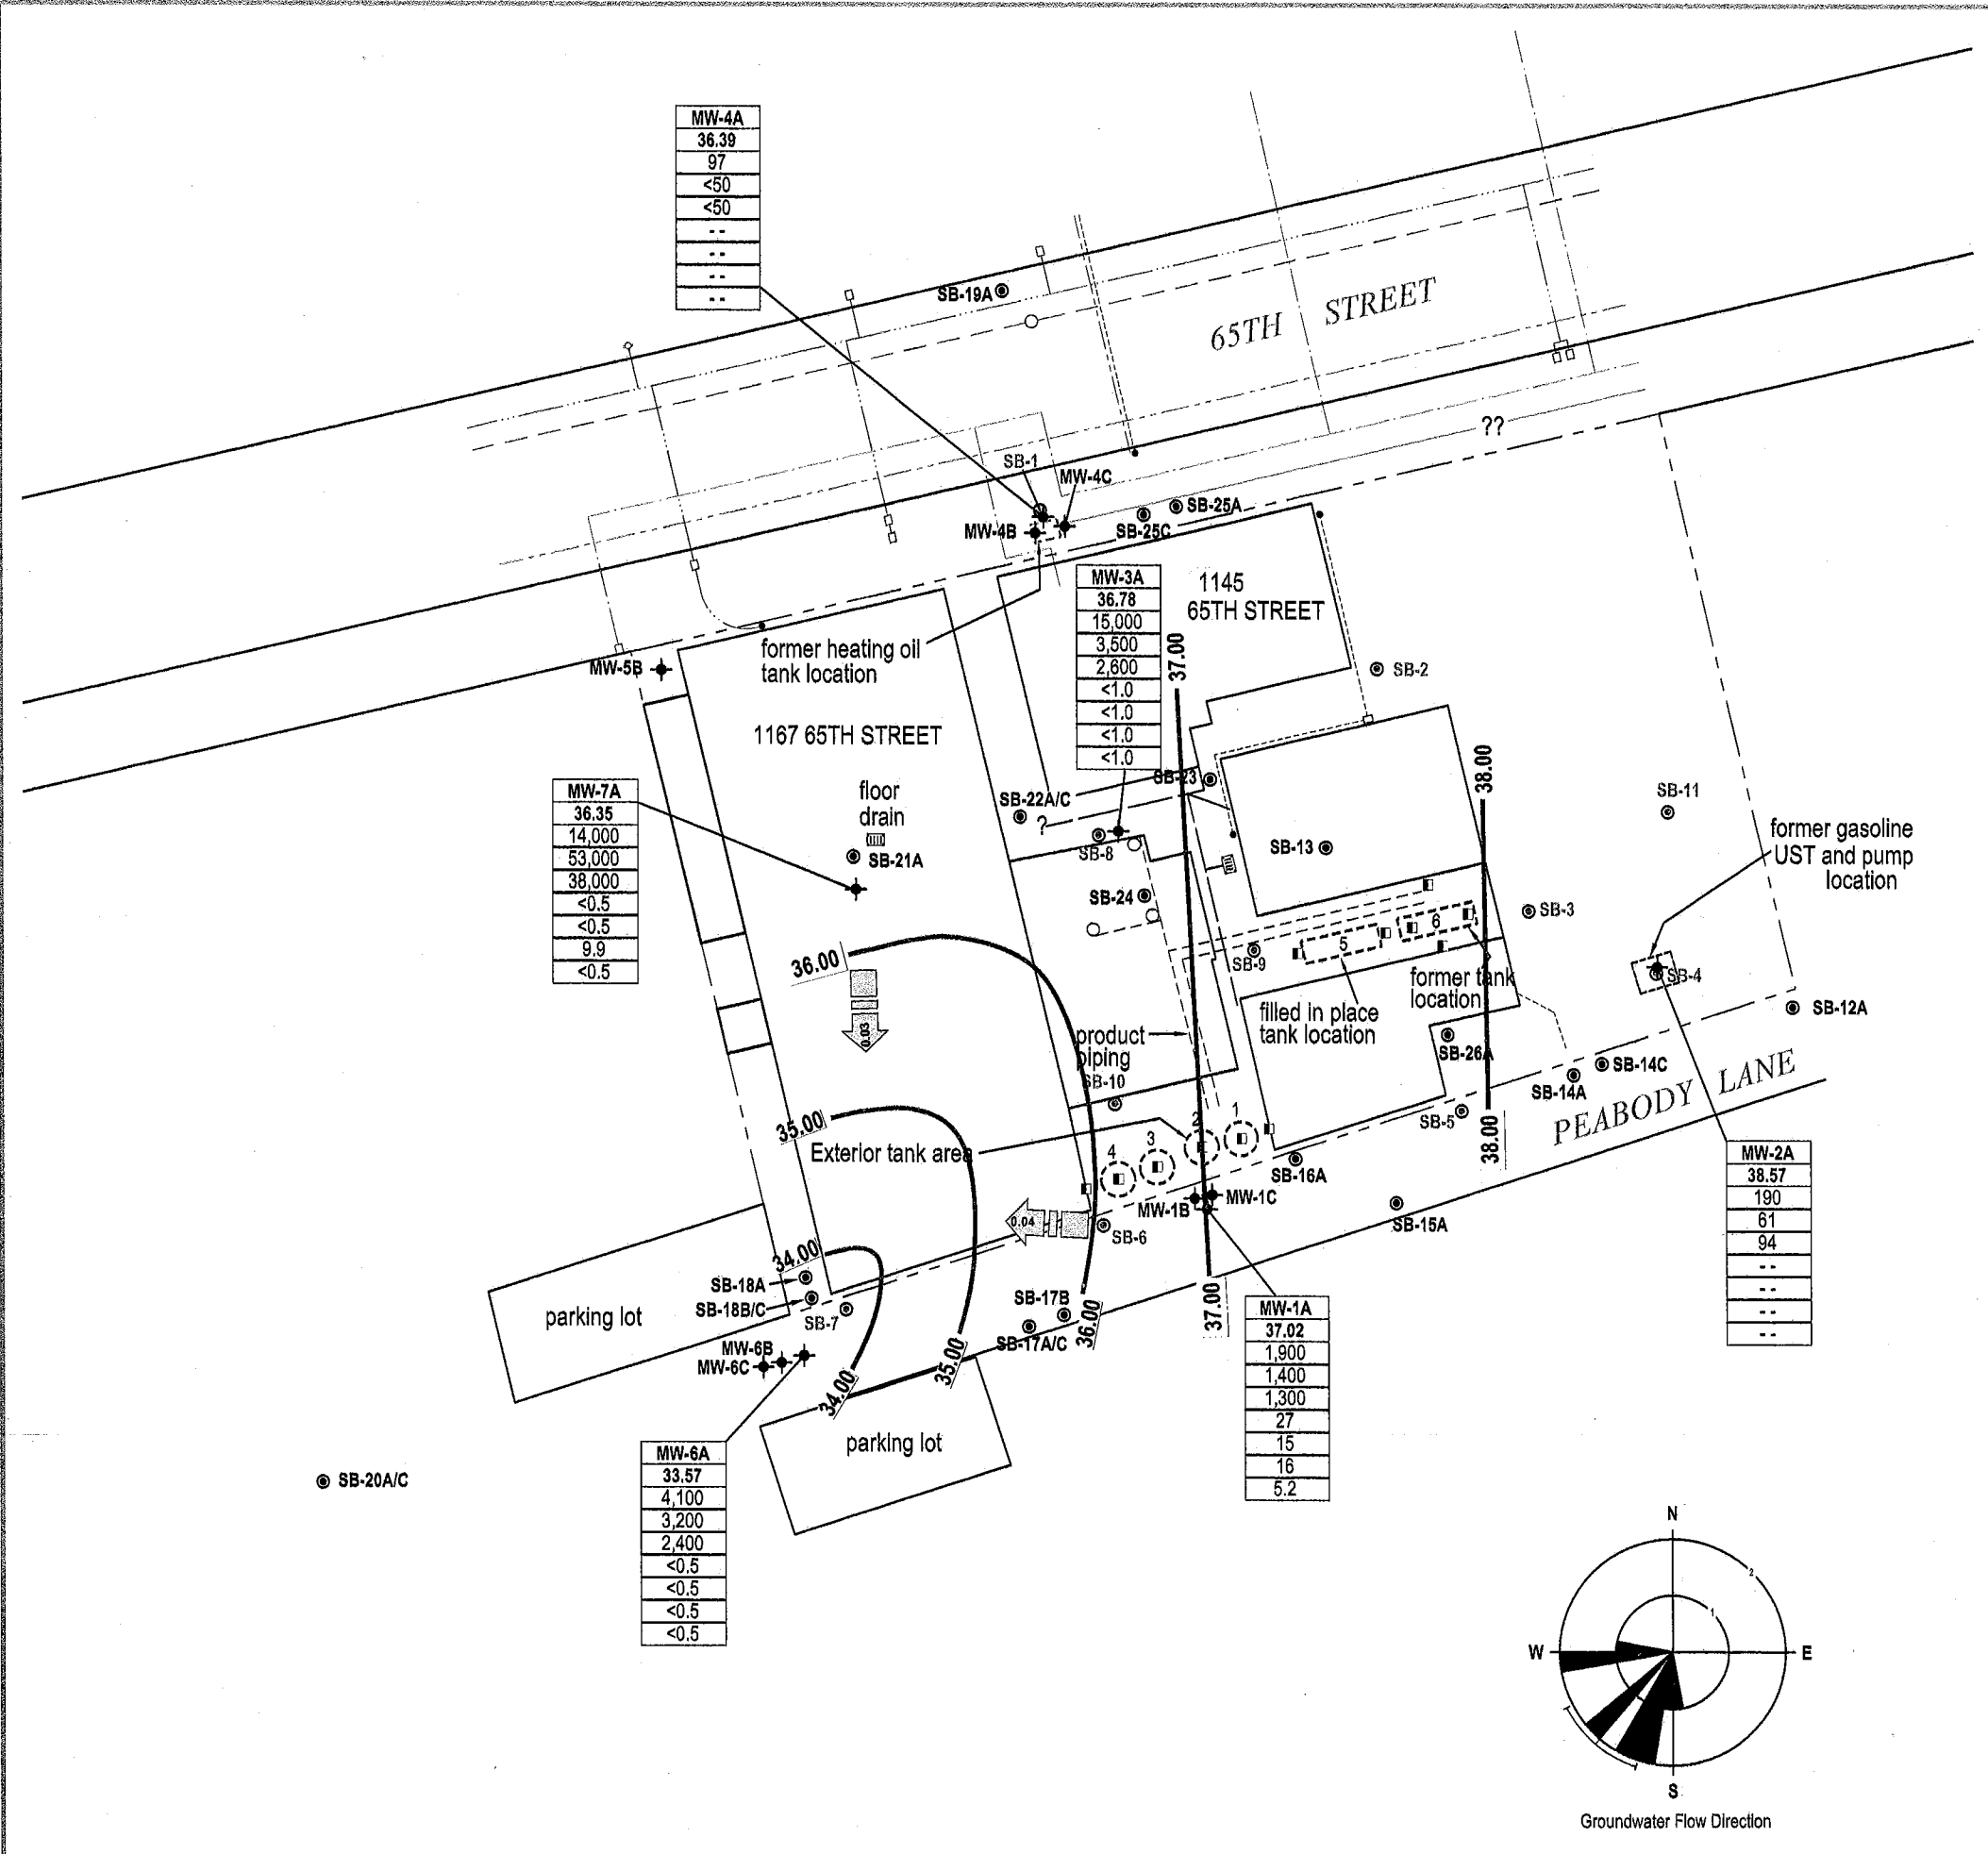 MW-4A
36.39
97
<50
<50
--
--
--
--
SB-19A
65TH STREET
??
SB-1
MW-4C
SB-25A
MW-4B
SB-25C
MW-3A
36.78
15,000
3,500
2,600
<1.0
<1.0
<1.0
<1.0
1145
65TH STREET
37.00
former heating oil
tank location
MW-5B
SB-2
1167 65TH STREET
38.00
MW-7A
36.35
14,000
53,000
38,000
<0.5
<0.5
9.9
<0.5
floor
drain
SB-21A
SB-23
SB-22A/C
?
SB-8
SB-13
SB-11
former gasoline
UST and pump
location
SB-24
SB-3
6
5
SB-9
36.00
0.03
former tank
location
SB-4
SB-12A
filled in place
tank location
product
piping
SB-10
SB-26A
SB-14C
SB-14A
PEABODY LANE
SB-5
35.00
38.00
Exterior tank area
1
2
3
4
SB-16A
MW-1B
MW-1C
SB-15A
0.04
SB-6
MW-2A
38.57
190
61
94
--
--
--
--
34.00
SB-18A
SB-18B/C
SB-7
SB-17B
SB-17A/C
36.00
37.00
35.00
34.00
parking lot
MW-6B
MW-6C
MW-1A
37.02
1,900
1,400
1,300
27
15
16
5.2
parking lot
MW-6A
33.57
4,100
3,200
2,400
<0.5
<0.5
<0.5
<0.5
SB-20A/C
N
2
1
W
E
S
Groundwater Flow Direction